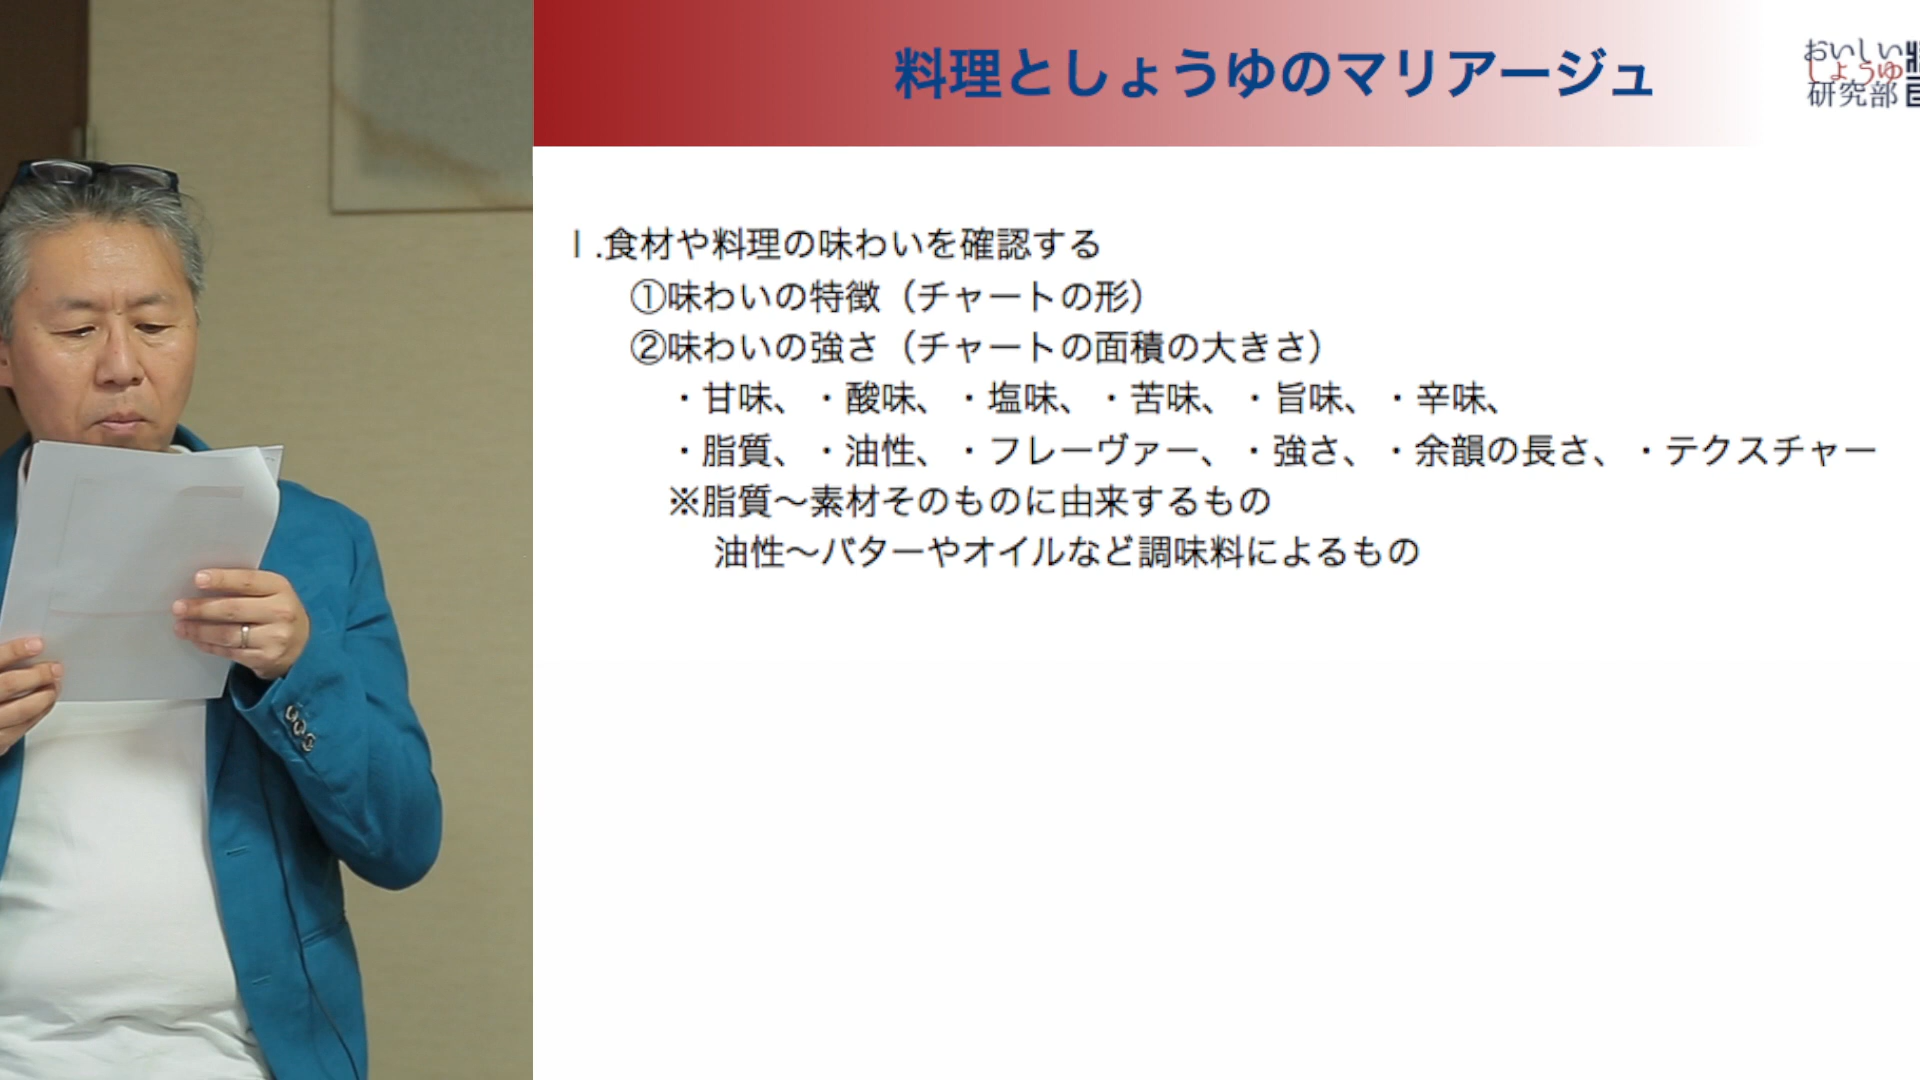 料理としょうゆのマリアージュ
おいしい
しょうゆ
研究部
Ⅰ.食材や料理の味わいを確認する
①味わいの特徴（チャートの形）
②味わいの強さ（チャートの面積の大きさ）
・甘味、・酸味、・塩味、・苦味、・旨味、・辛味、
・脂質、・油性、・フレーヴァー、・強さ、・余韻の長さ、・テクスチャー
※脂質〜素材そのものに由来するもの
油性〜バターやオイルなど調味料によるもの